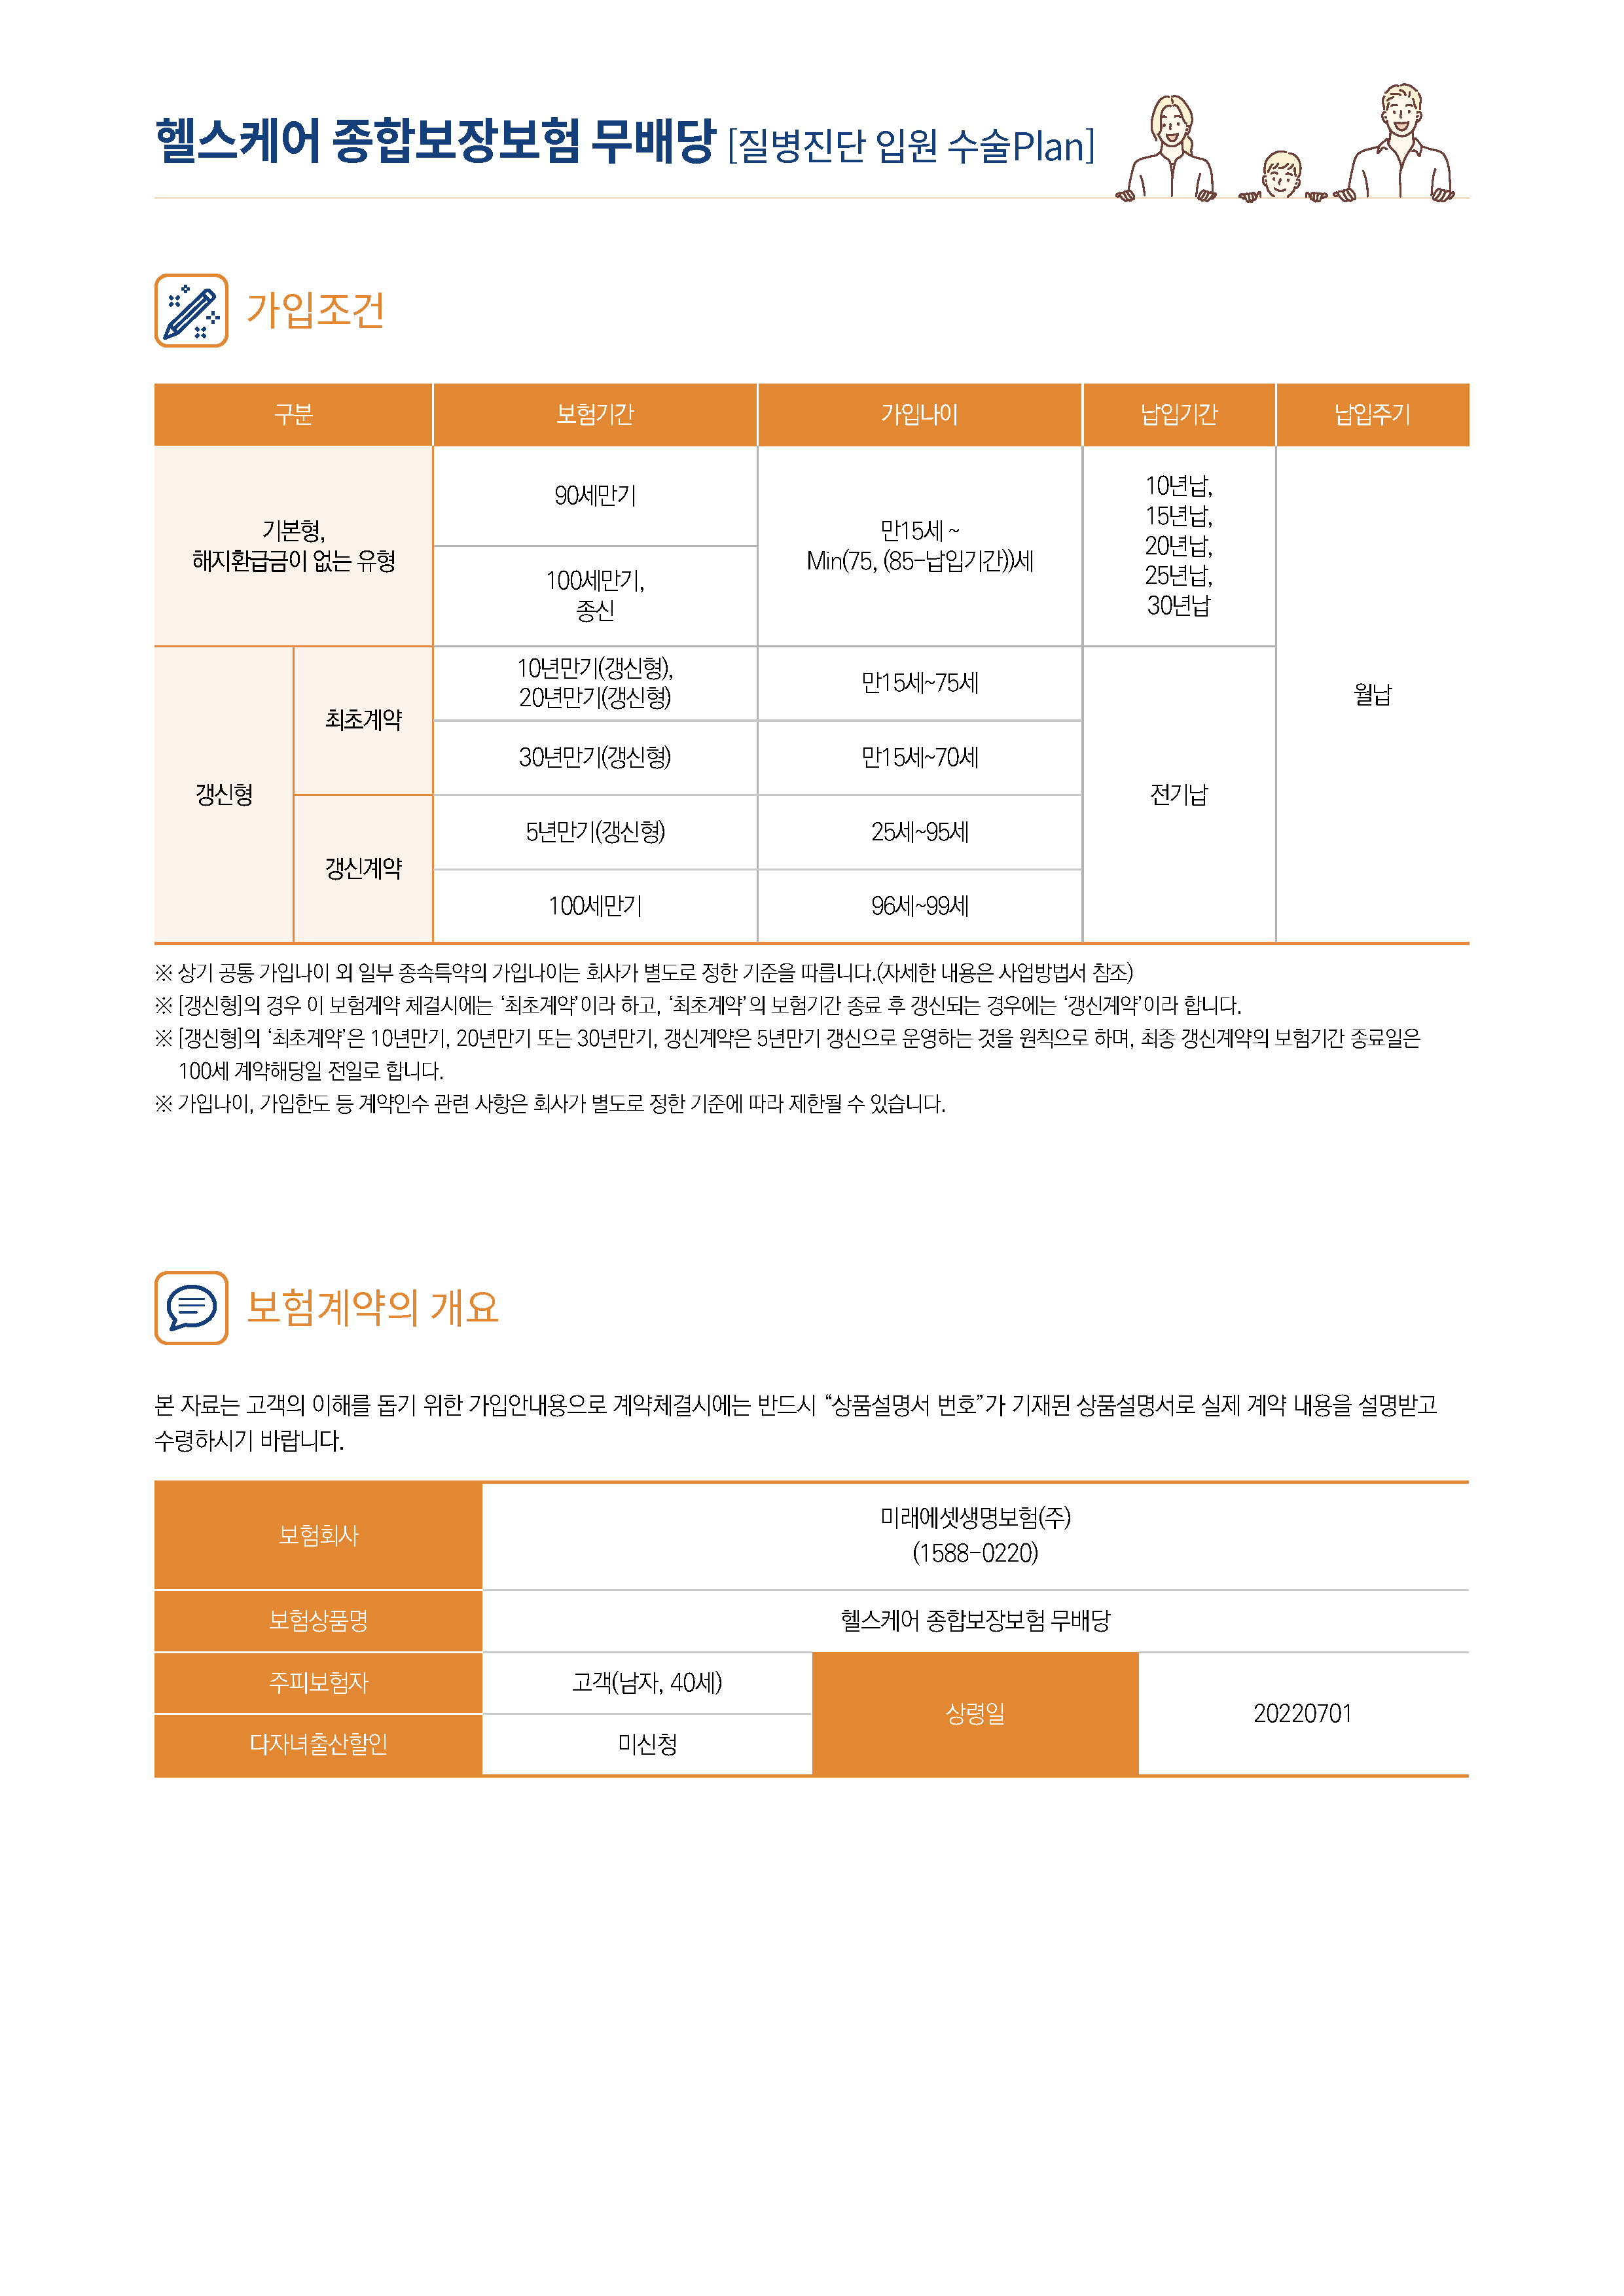 헬스케어 종합보장보험 무배당 [질병진단 입원 수술Plan]
가입조건
구분 보험기간 가입나이 납입기간 납입주기
기본형,
해지환급금이 없는 유형
90세만기
100세만기,
종신
만15세 ~
Min(75, (85-납입기간))세
10년납,
15년납,
20년납,
25년납,
30년납
월납
갱신형
최초계약
10년만기(갱신형),
20년만기(갱신형)
만15세~75세
30년만기(갱신형)
만15세~70세
전기납
갱신계약
5년만기(갱신형)
25세~95세
100세만기
96세~99세
※ 상기 공통 가입나이 외 일부 종속특약의 가입나이는 회사가 별도로 정한 기준을 따릅니다.(자세한 내용은 사업방법서 참조)
※ [갱신형]의 경우 이 보험계약 체결시에는 ‘최초계약’이라 하고, ‘최초계약’의 보험기간 종료 후 갱신되는 경우에는 ‘갱신계약’이라 합니다.
※ [갱신형]의 ‘최초계약’은 10년만기, 20년만기 또는 30년만기, 갱신계약은 5년만기 갱신으로 운영하는 것을 원칙으로 하며, 최종 갱신계약의 보험기간 종료일은
100세 계약해당일 전일로 합니다.
※ 가입나이, 가입한도 등 계약인수 관련 사항은 회사가 별도로 정한 기준에 따라 제한될 수 있습니다.
보험계약의 개요
본 자료는 고객의 이해를 돕기 위한 가입안내용으로 계약체결시에는 반드시 “상품설명서 번호”가 기재된 상품설명서로 실제 계약 내용을 설명받고
수령하시기 바랍니다.
보험회사
미래에셋생명보험(주)
(1588-0220)
보험상품명 헬스케어 종합보장보험 무배당
주피보험자 고객(남자, 40세)
상령일 20220701
다자녀출산할인 미신청